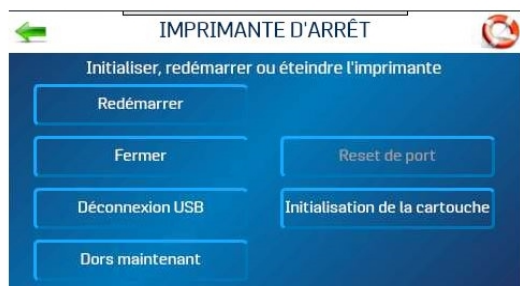 IMPRIMANTE D'ARRÊT
Initialiser, redémarrer ou éteindre l'imprimante
Redémarrer
Fermer
Reset de port
Déconnexion USB
Initialisation de la cartouche
Dors maintenant